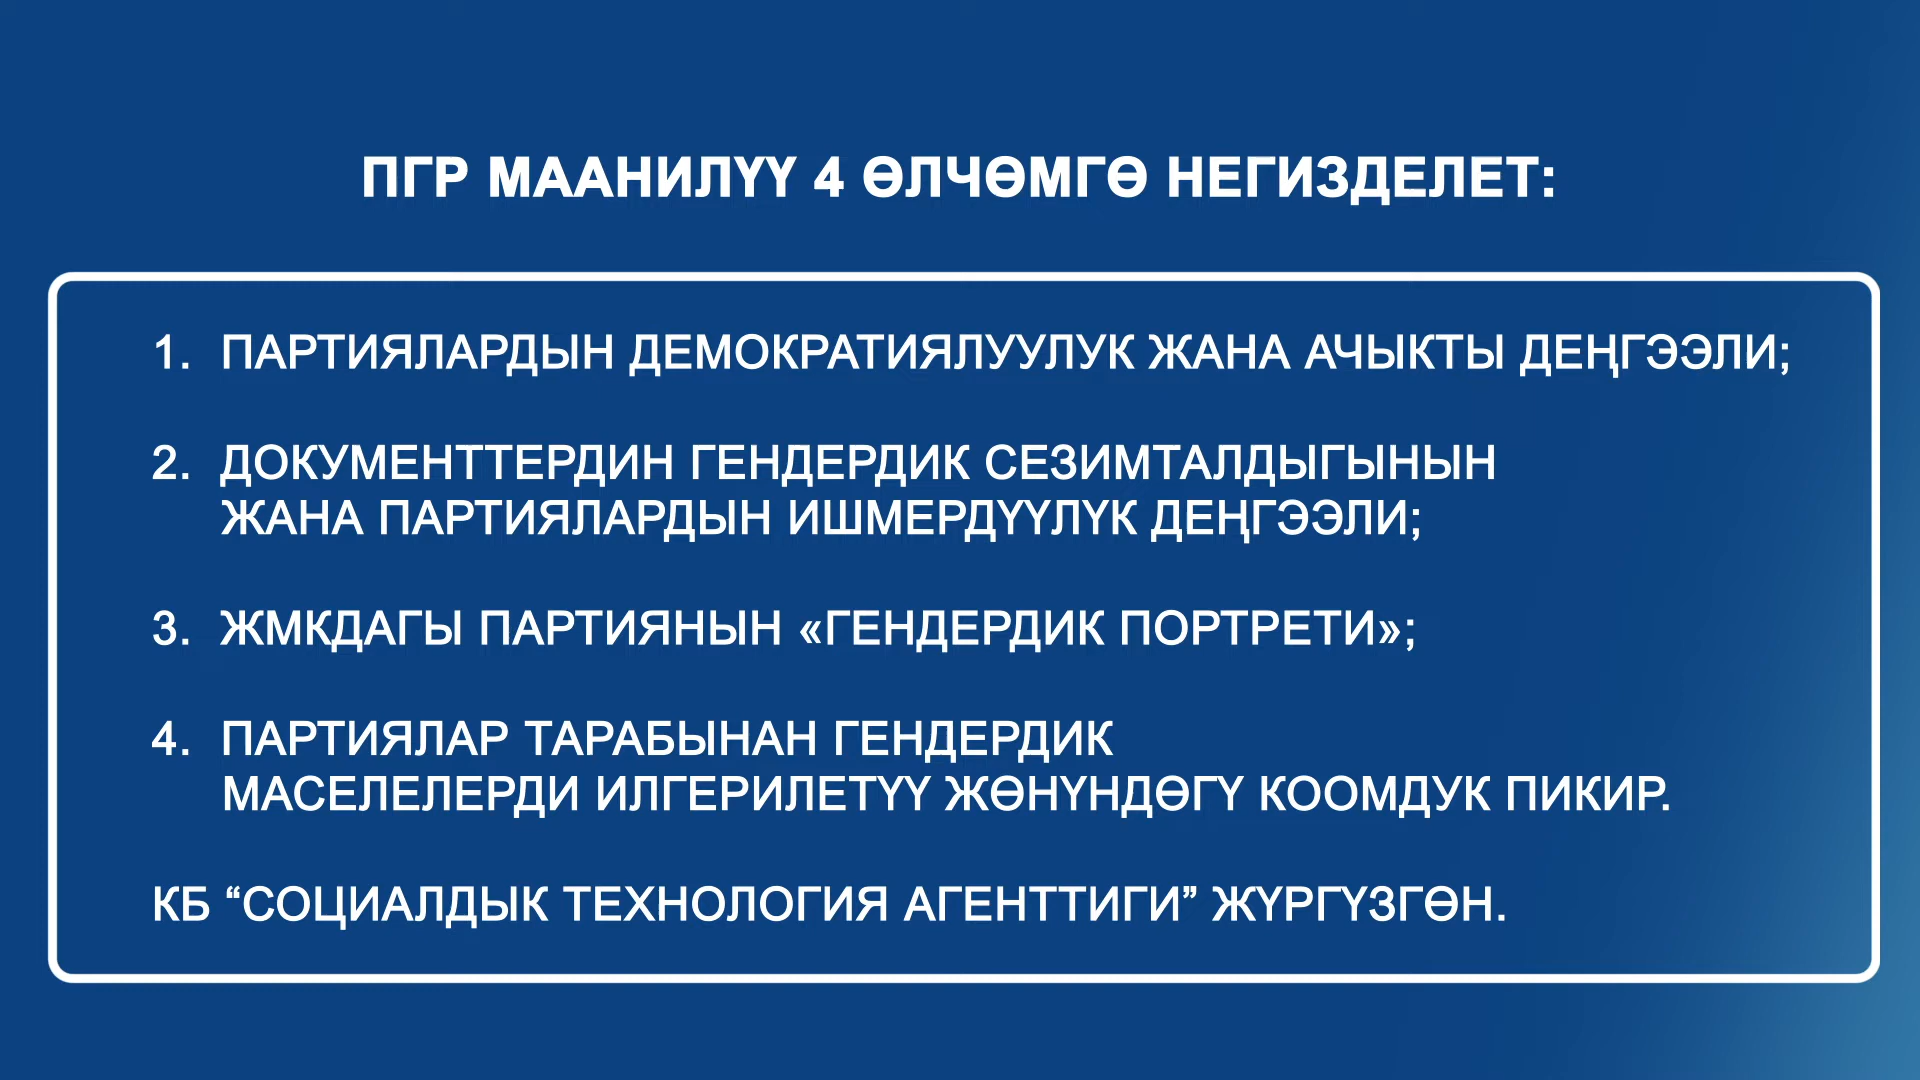 ПГР МААНИЛҮҮ 4 ӨЛЧӨМГӨ НЕГИЗДЕЛЕТ:
1. ПАРТИЯЛАРДЫН ДЕМОКРАТИЯЛУУЛУК ЖАНА АЧЫКТЫ ДЕҢГЭЭЛИ;
2. ДОКУМЕНТТЕРДИН ГЕНДЕРДИК СЕЗИМТАЛДЫГЫНЫН
ЖАНА ПАРТИЯЛАРДЫН ИШМЕРДҮҮЛҮК ДЕҢГЭЭЛИ;
3. ЖМКДАГЫ ПАРТИЯНЫН «ГЕНДЕРДИК ПОРТРЕТИ»;
4. ПАРТИЯЛАР ТАРАБЫНАН ГЕНДЕРДИК
МАСЕЛЕЛЕРДИ ИЛГЕРИЛЕТҮҮ ЖӨНҮНДӨГҮ КООМДУК ПИКИР.
КБ “СОЦИАЛДЫК ТЕХНОЛОГИЯ АГЕНТТИГИ” ЖҮРГҮЗГӨН.